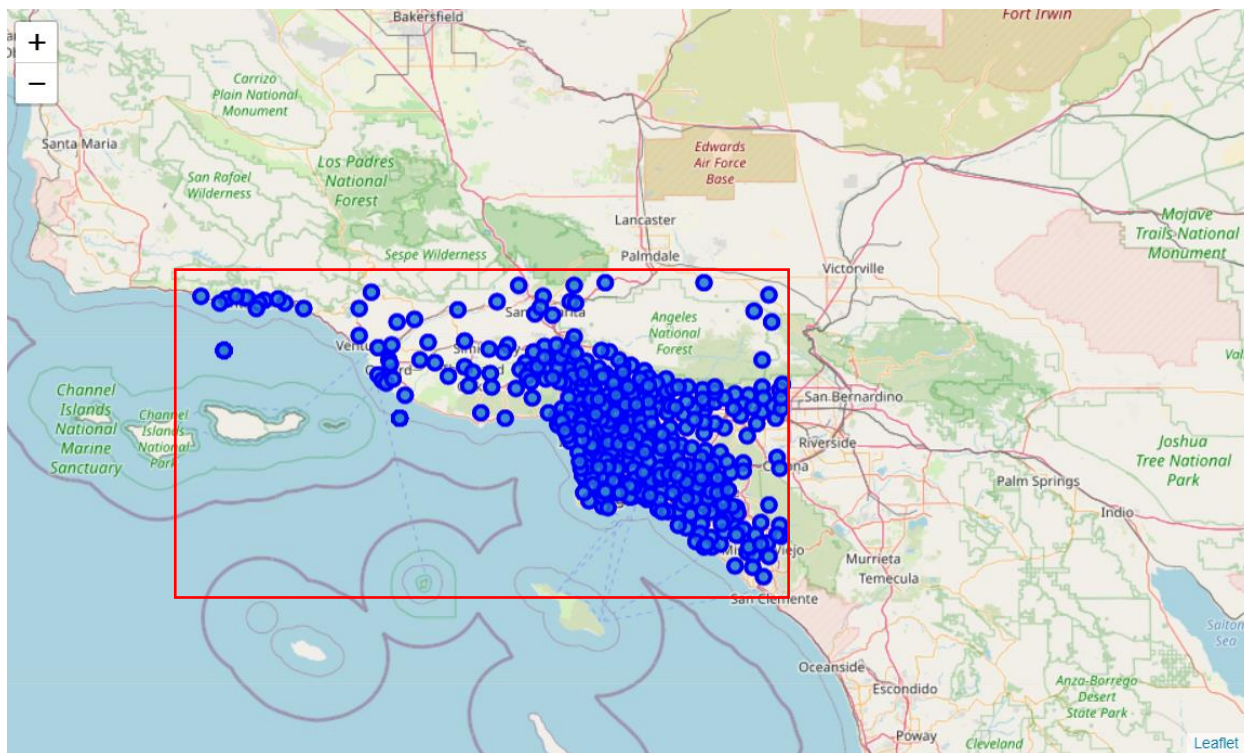 +
−
Bakersfield
Fort Irwin
Carrizo
Plain National
Monument
Santa Maria
Los Padres
National
Forest
San Rafael
Wilderness
Edwards
Air Force
Base
Lancaster
Mojave
Trails National
Monument
Sespe Wilderness
Palmdale
Victorville
Angeles
National
Forest
San Bernardino
Channel
Islands
National
Marine
Sanctuary
Channel
Islands
National
Park
Riverside
Joshua
Tree National
Park
Palm Springs
Indio
Murrieta
Temecula
San Clemente
Salton
Sea
Oceanside
Escondido
Anza-Borrego
Desert
State Park
Poway
Cleveland
Leaflet